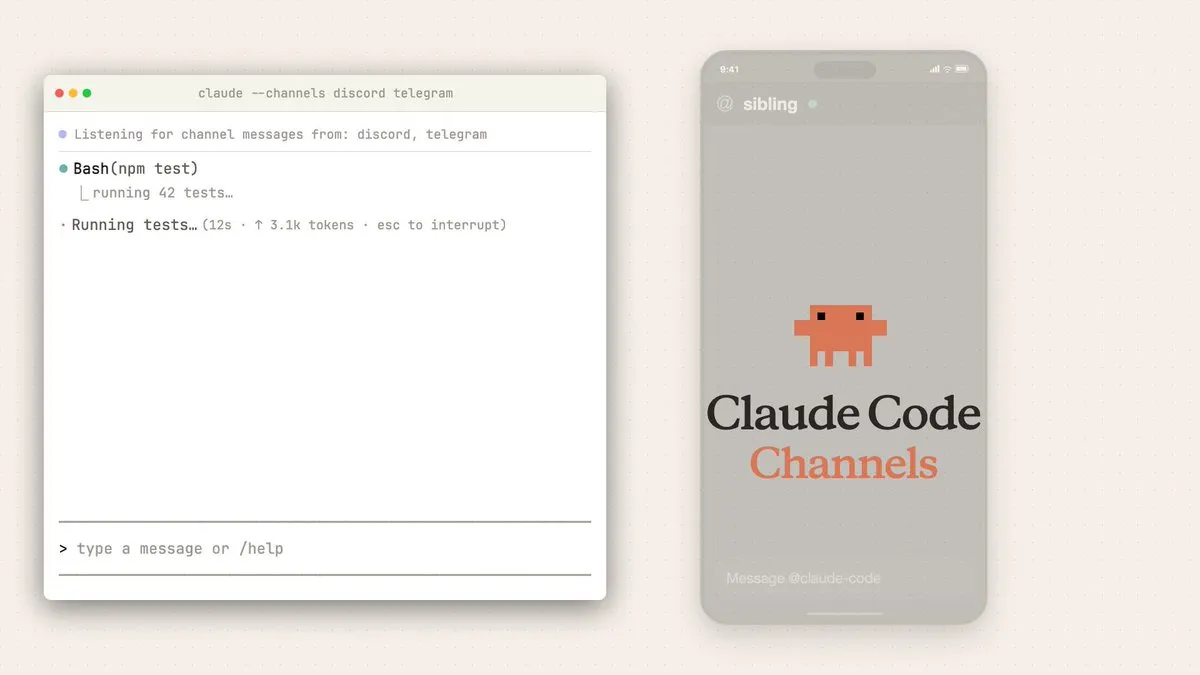 claude --channels discord telegram
Listening for channel messages from: discord, telegram
Bash(npm test)
running 42 tests…
· Running tests… (12s · ↑ 3.1k tokens · esc to interrupt)
> type a message or /help
9:41
@ sibling
Claude Code
Channels
Message @claude-code